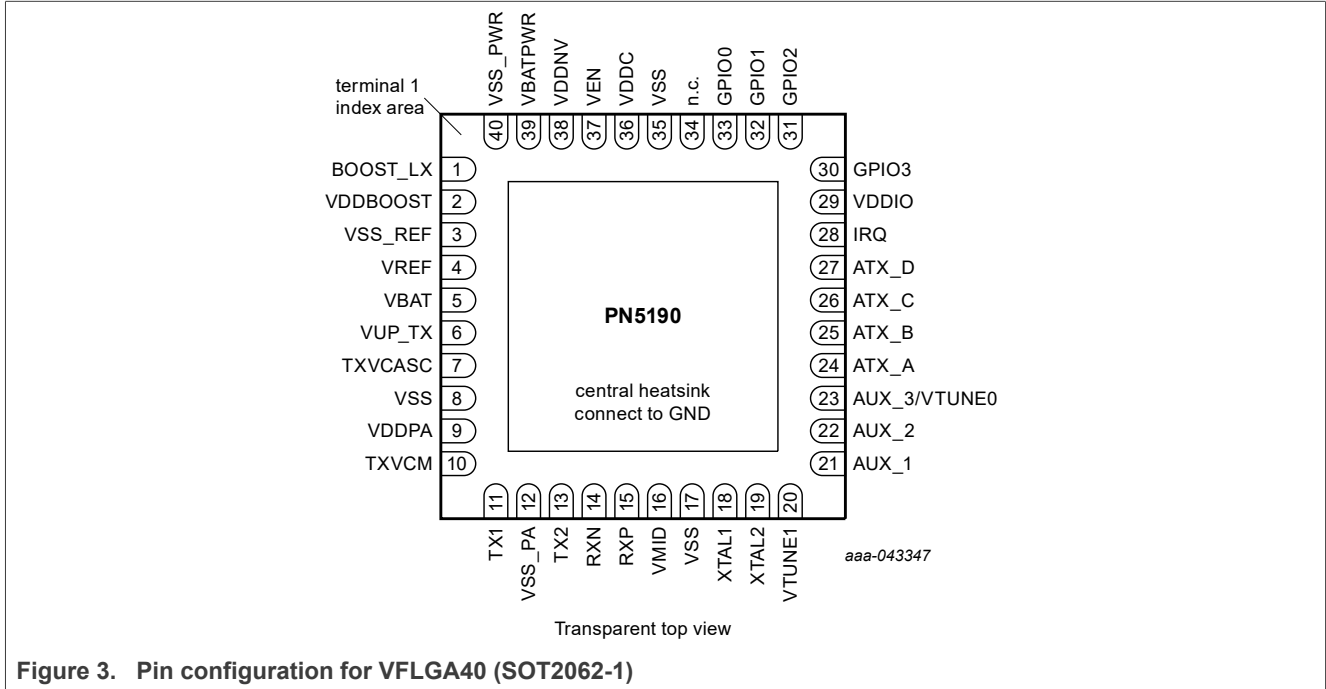 VSS_PWR
VBATPWR
VDDNV
VEN
VDDC
VSS
n.c.
GPIO0
GPIO1
GPIO2
terminal 1
index area
40
39
38
37
36
35
34
33
32
31
BOOST_LX 1
VDDBOOST 2
VSS_REF 3
VREF 4
VBAT 5
VUP_TX 6
TXVCASC 7
VSS 8
VDDPA 9
TXVCM 10
PN5190
central heatsink
connect to GND
30 GPIO3
29 VDDIO
28 IRQ
27 ATX_D
26 ATX_C
25 ATX_B
24 ATX_A
23 AUX_3/VTUNE0
22 AUX_2
21 AUX_1
11
12
13
14
15
16
17
18
19
20
TX1
VSS_PA
TX2
RXN
RXP
VMID
VSS
XTAL1
XTAL2
VTUNE1
aaa-043347
Transparent top view
Figure 3. Pin configuration for VFLGA40 (SOT2062-1)